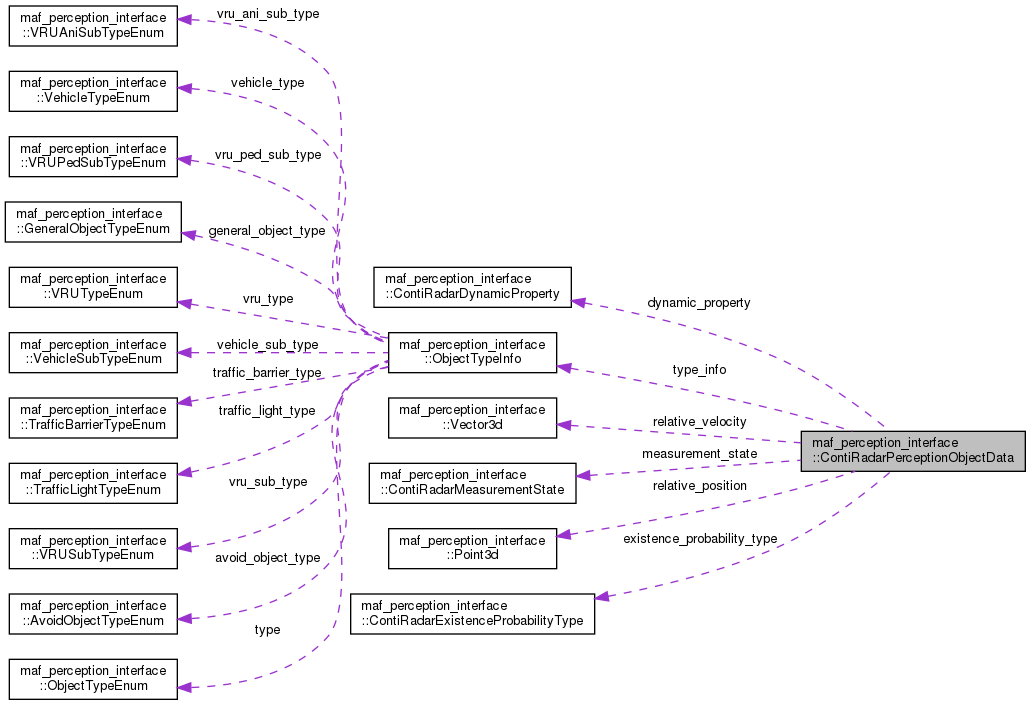 maf_perception_interface
::VRUAniSubTypeEnum
vru_ani_sub_type
maf_perception_interface
::VehicleTypeEnum
vehicle_type
maf_perception_interface
::VRUPedSubTypeEnum
vru_ped_sub_type
maf_perception_interface
::GeneralObjectTypeEnum
general_object_type
maf_perception_interface
::VRUTypeEnum
vru_type
maf_perception_interface
::VehicleSubTypeEnum
vehicle_sub_type
maf_perception_interface
::TrafficBarrierTypeEnum
traffic_barrier_type
maf_perception_interface
::TrafficLightTypeEnum
traffic_light_type
maf_perception_interface
::VRUSubTypeEnum
vru_sub_type
maf_perception_interface
::AvoidObjectTypeEnum
avoid_object_type
maf_perception_interface
::ObjectTypeEnum
type
maf_perception_interface
::ContiRadarDynamicProperty
dynamic_property
maf_perception_interface
::ObjectTypeInfo
type_info
maf_perception_interface
::Vector3d
relative_velocity
maf_perception_interface
::ContiRadarMeasurementState
measurement_state
maf_perception_interface
::Point3d
relative_position
maf_perception_interface
::ContiRadarExistenceProbabilityType
existence_probability_type
maf_perception_interface
::ContiRadarPerceptionObjectData